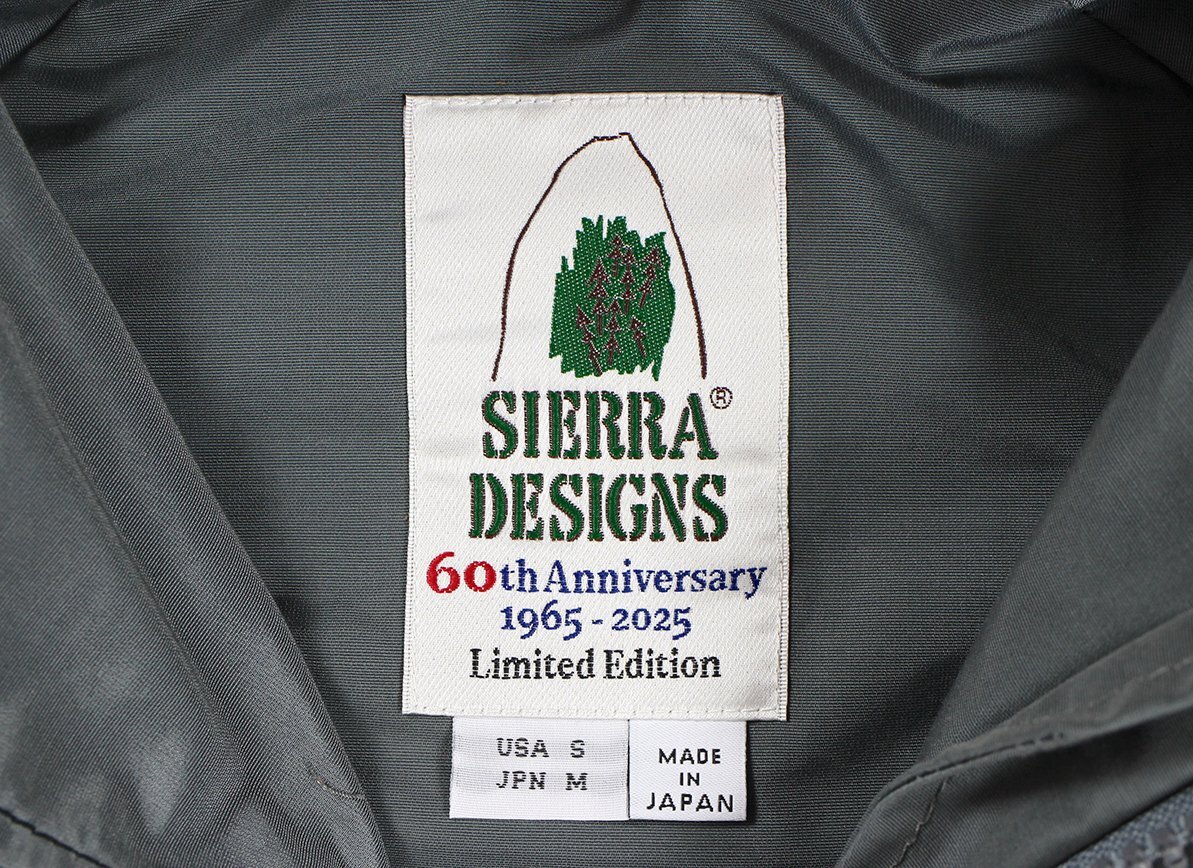 SIERRA®
DESIGNS
60th Anniversary
1965 - 2025
Limited Edition
USA S
JPN M
MADE
IN
JAPAN